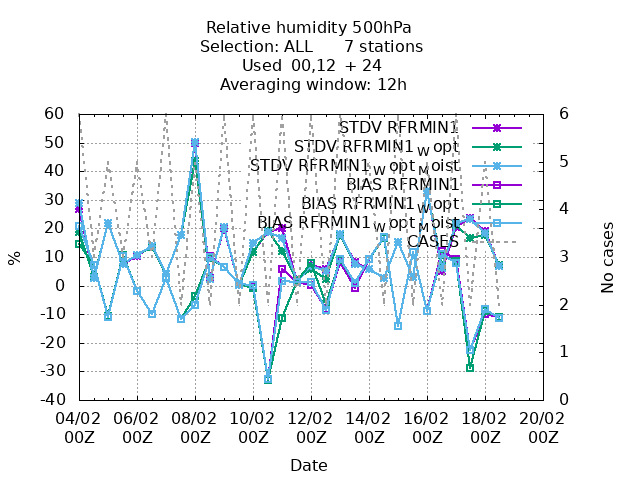 Relative humidity 500hPa
Selection: ALL 7 stations
Used 00,12 + 24
Averaging window: 12h
60 6
STDV RFRMIN1
50
STDV RFRMIN1W opt
5
40
STDV RFRMIN1W opt M oist
30
BIAS RFRMIN1
4
BIAS RFRMIN1W opt
20
BIAS RFRMIN1W opt M oist
10
CASES
3
0
-10
2
-20
1
-30
-40 0
%
No cases
04/02 06/02 08/02 10/02 12/02 14/02 16/02 18/02 20/02
00Z 00Z 00Z 00Z 00Z 00Z 00Z 00Z 00Z
Date